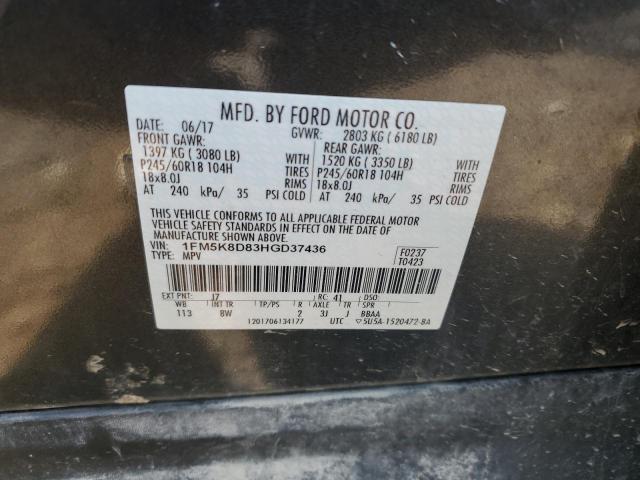 MFD. BY FORD MOTOR CO.
DATE: 06/17 GVWR: 2803 KG ( 6180 LB)
FRONT GAWR: REAR GAWR:
1397 KG ( 3080 LB) WITH 1520 KG ( 3350 LB) WITH
P245/60R18 104H TIRES P245/60R18 104H TIRES
18x8.0J RIMS 18x8.0J RIMS
AT 240 kPa/ 35 PSI COLD AT 240 kPa/ 35 PSI COLD
THIS VEHICLE CONFORMS TO ALL APPLICABLE FEDERAL MOTOR
VEHICLE SAFETY STANDARDS IN EFFECT ON THE DATE OF
MANUFACTURE SHOWN ABOVE.
VIN: 1FM5K8D83HGD37436 F0237
TYPE: MPV T0423
EXT PNT: J7 RC: 41 DSO:
WB INT TR TP/PS R AXLE TR SPR
113 8W 2 3J J BBAA
1201706134177 UTC ▽5U5A-1520472-BA